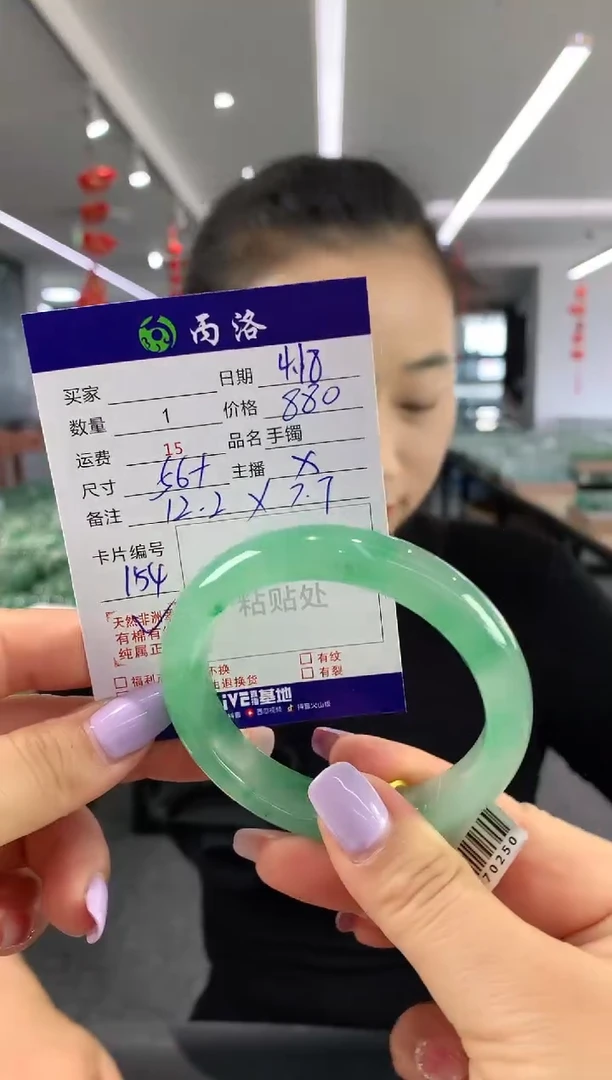 丙洛
买家 日期 4.18
数量 1 价格 880
运费 15 品名 手镯
尺寸 56+ 主播 X
备注 12.2 X 7.7
卡片编号
154
粘贴处
天然非洲
有棉有
纯属正
不换
有纹
福利
退换货
有裂
基地
70250